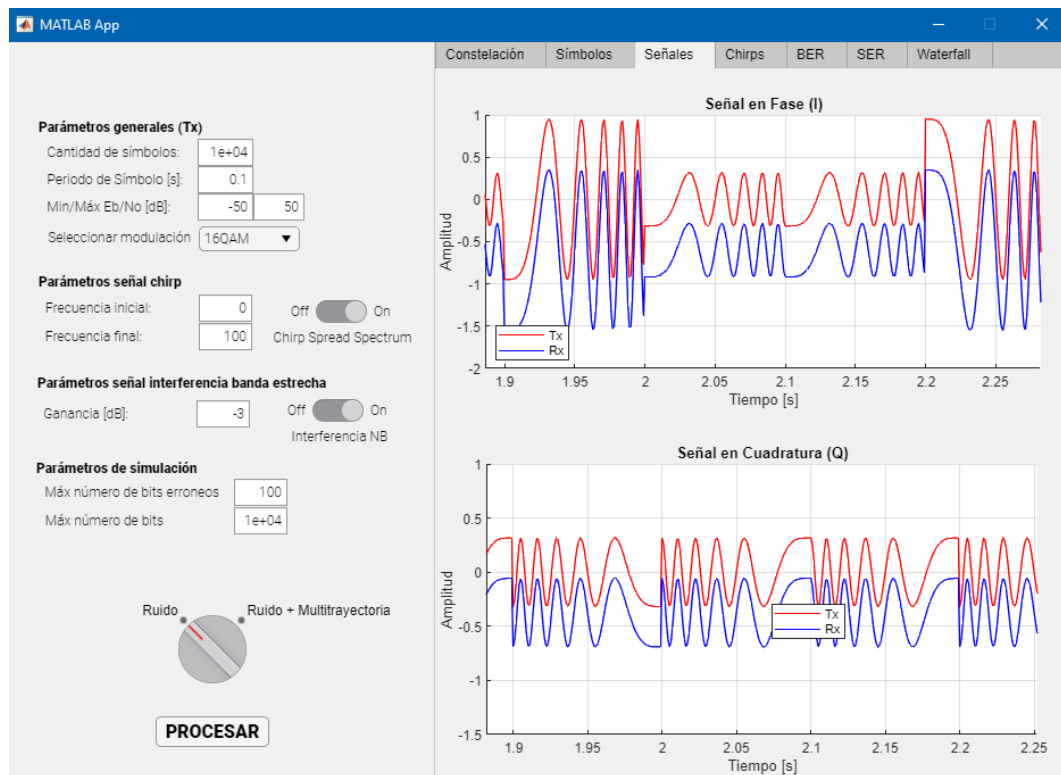 MATLAB App
Constelación Símbolos Señales Chirps BER SER Waterfall
Parámetros generales (Tx)
Cantidad de símbolos: 1e+04
Periodo de Símbolo [s]: 0.1
Min/Máx Eb/No [dB]: -50 50
Seleccionar modulación 16QAM
Parámetros señal chirp
Frecuencia inicial: 0
Frecuencia final: 100
Off On
Chirp Spread Spectrum
Parámetros señal interferencia banda estrecha
Ganancia [dB]: -3
Off On
Interferencia NB
Parámetros de simulación
Máx número de bits erroneos 100
Máx número de bits 1e+04
Ruido Ruido + Multitrayectoria
PROCESAR
Señal en Fase (I)
Amplitud
1
0.5
0
-0.5
-1
-1.5
-2
Tx
Rx
1.9 1.95 2 2.05 2.1 2.15 2.2 2.25
Tiempo [s]
Señal en Cuadratura (Q)
Amplitud
1
0.5
0
-0.5
-1
-1.5
Tx
Rx
1.9 1.95 2 2.05 2.1 2.15 2.2 2.25
Tiempo [s]